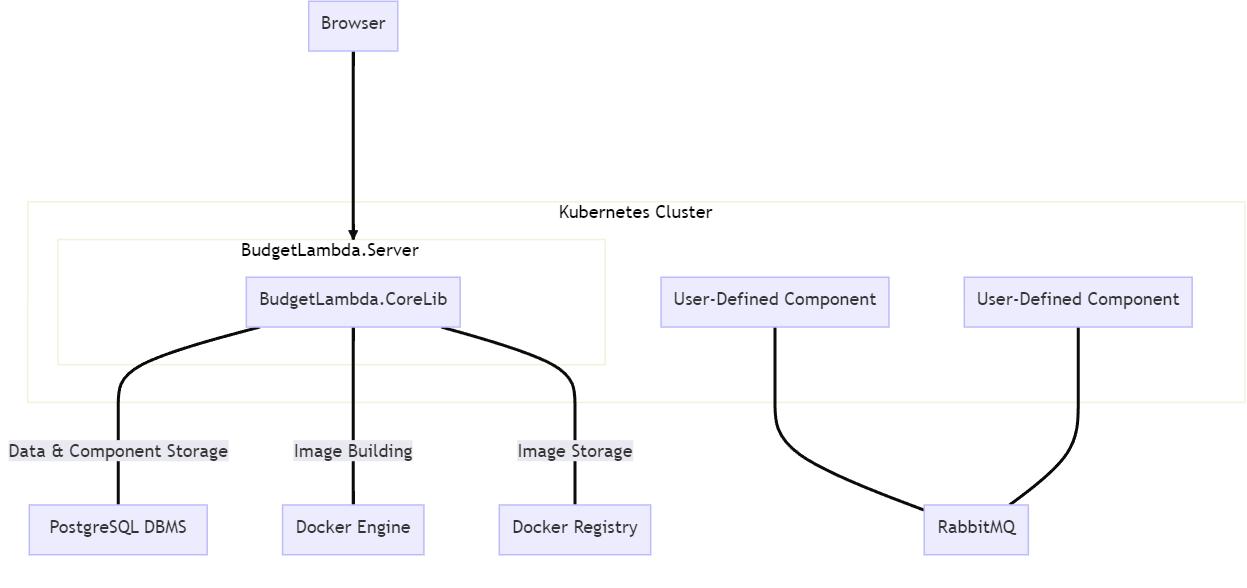 Browser
Kubernetes Cluster
BudgetLambda.Server
BudgetLambda.CoreLib
User-Defined Component
User-Defined Component
Data & Component Storage
Image Building
Image Storage
PostgreSQL DBMS
Docker Engine
Docker Registry
RabbitMQ